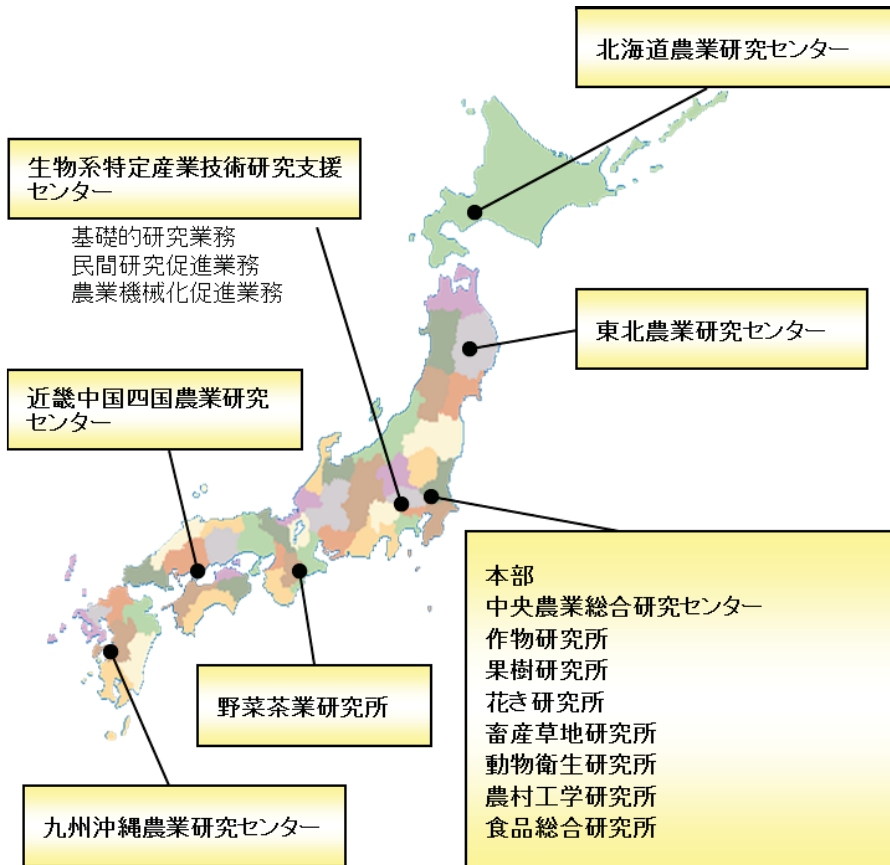 北海道農業研究センター
生物系特定産業技術研究支援
センター
基礎的研究業務
民間研究促進業務
農業機械化促進業務
東北農業研究センター
近畿中国四国農業研究
センター
本部
中央農業総合研究センター
作物研究所
果樹研究所
花き研究所
畜産草地研究所
動物衛生研究所
農村工学研究所
食品総合研究所
野菜茶業研究所
九州沖縄農業研究センター